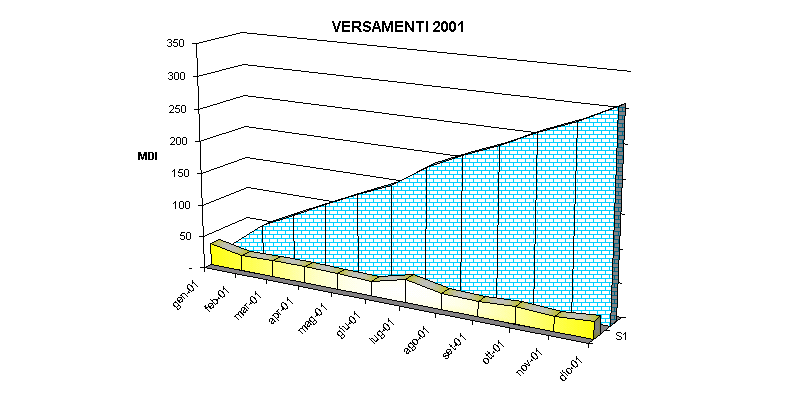 VERSAMENTI 2001
350
300
250
200
150
100
50
-
MDI
gen-01
feb-01
mar-01
apr-01
mag-01
giu-01
lug-01
ago-01
set-01
ott-01
nov-01
dic-01
S1